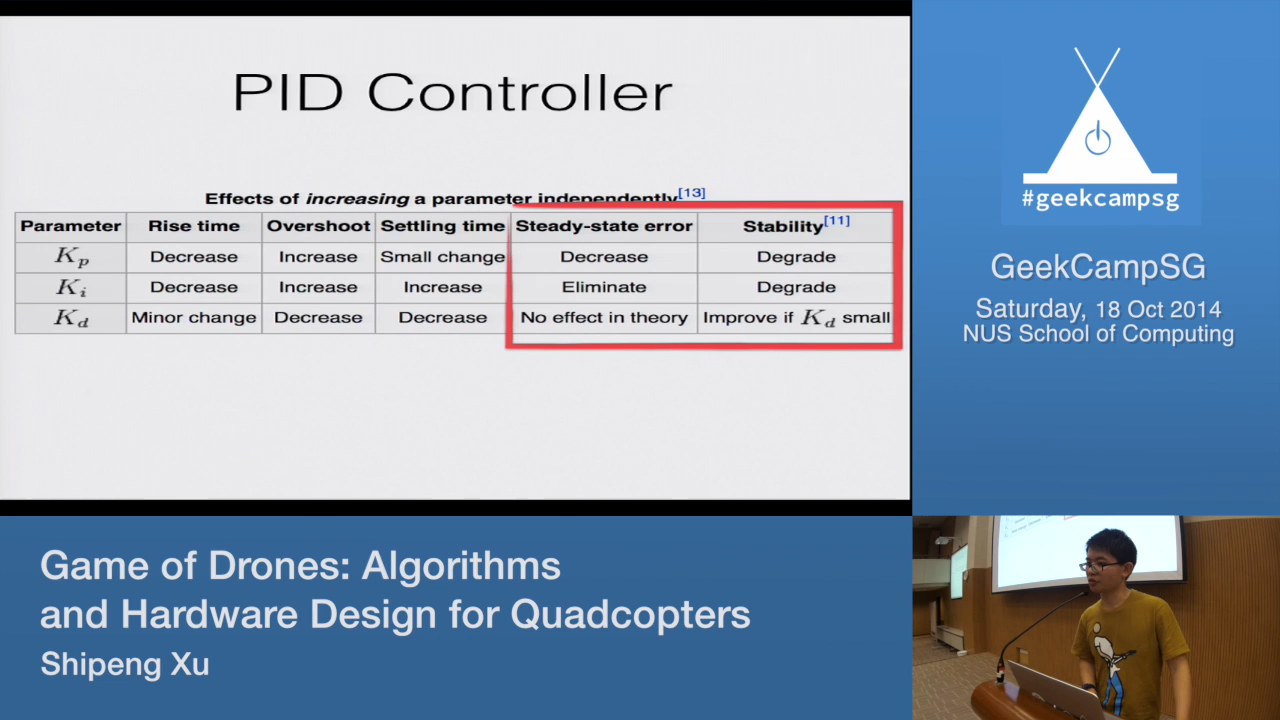 PID Controller
Effects of increasing a parameter independently[13]
Parameter Rise time Overshoot Settling time Steady-state error Stability[11]
Kp Decrease Increase Small change Decrease Degrade
Ki Decrease Increase Increase Eliminate Degrade
Kd Minor change Decrease Decrease No effect in theory Improve if Kd small
#geekcampsg
GeekCampSG
Saturday, 18 Oct 2014
NUS School of Computing
Game of Drones: Algorithms
and Hardware Design for Quadcopters
Shipeng Xu